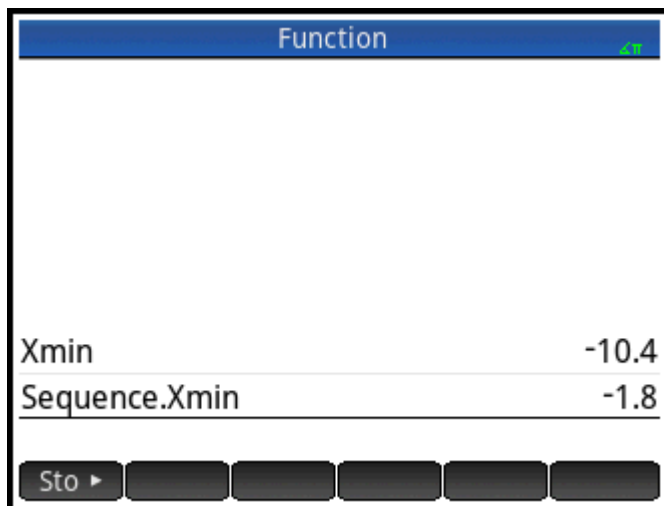 Function
∡π
Xmin -10.4
Sequence.Xmin -1.8
Sto ►